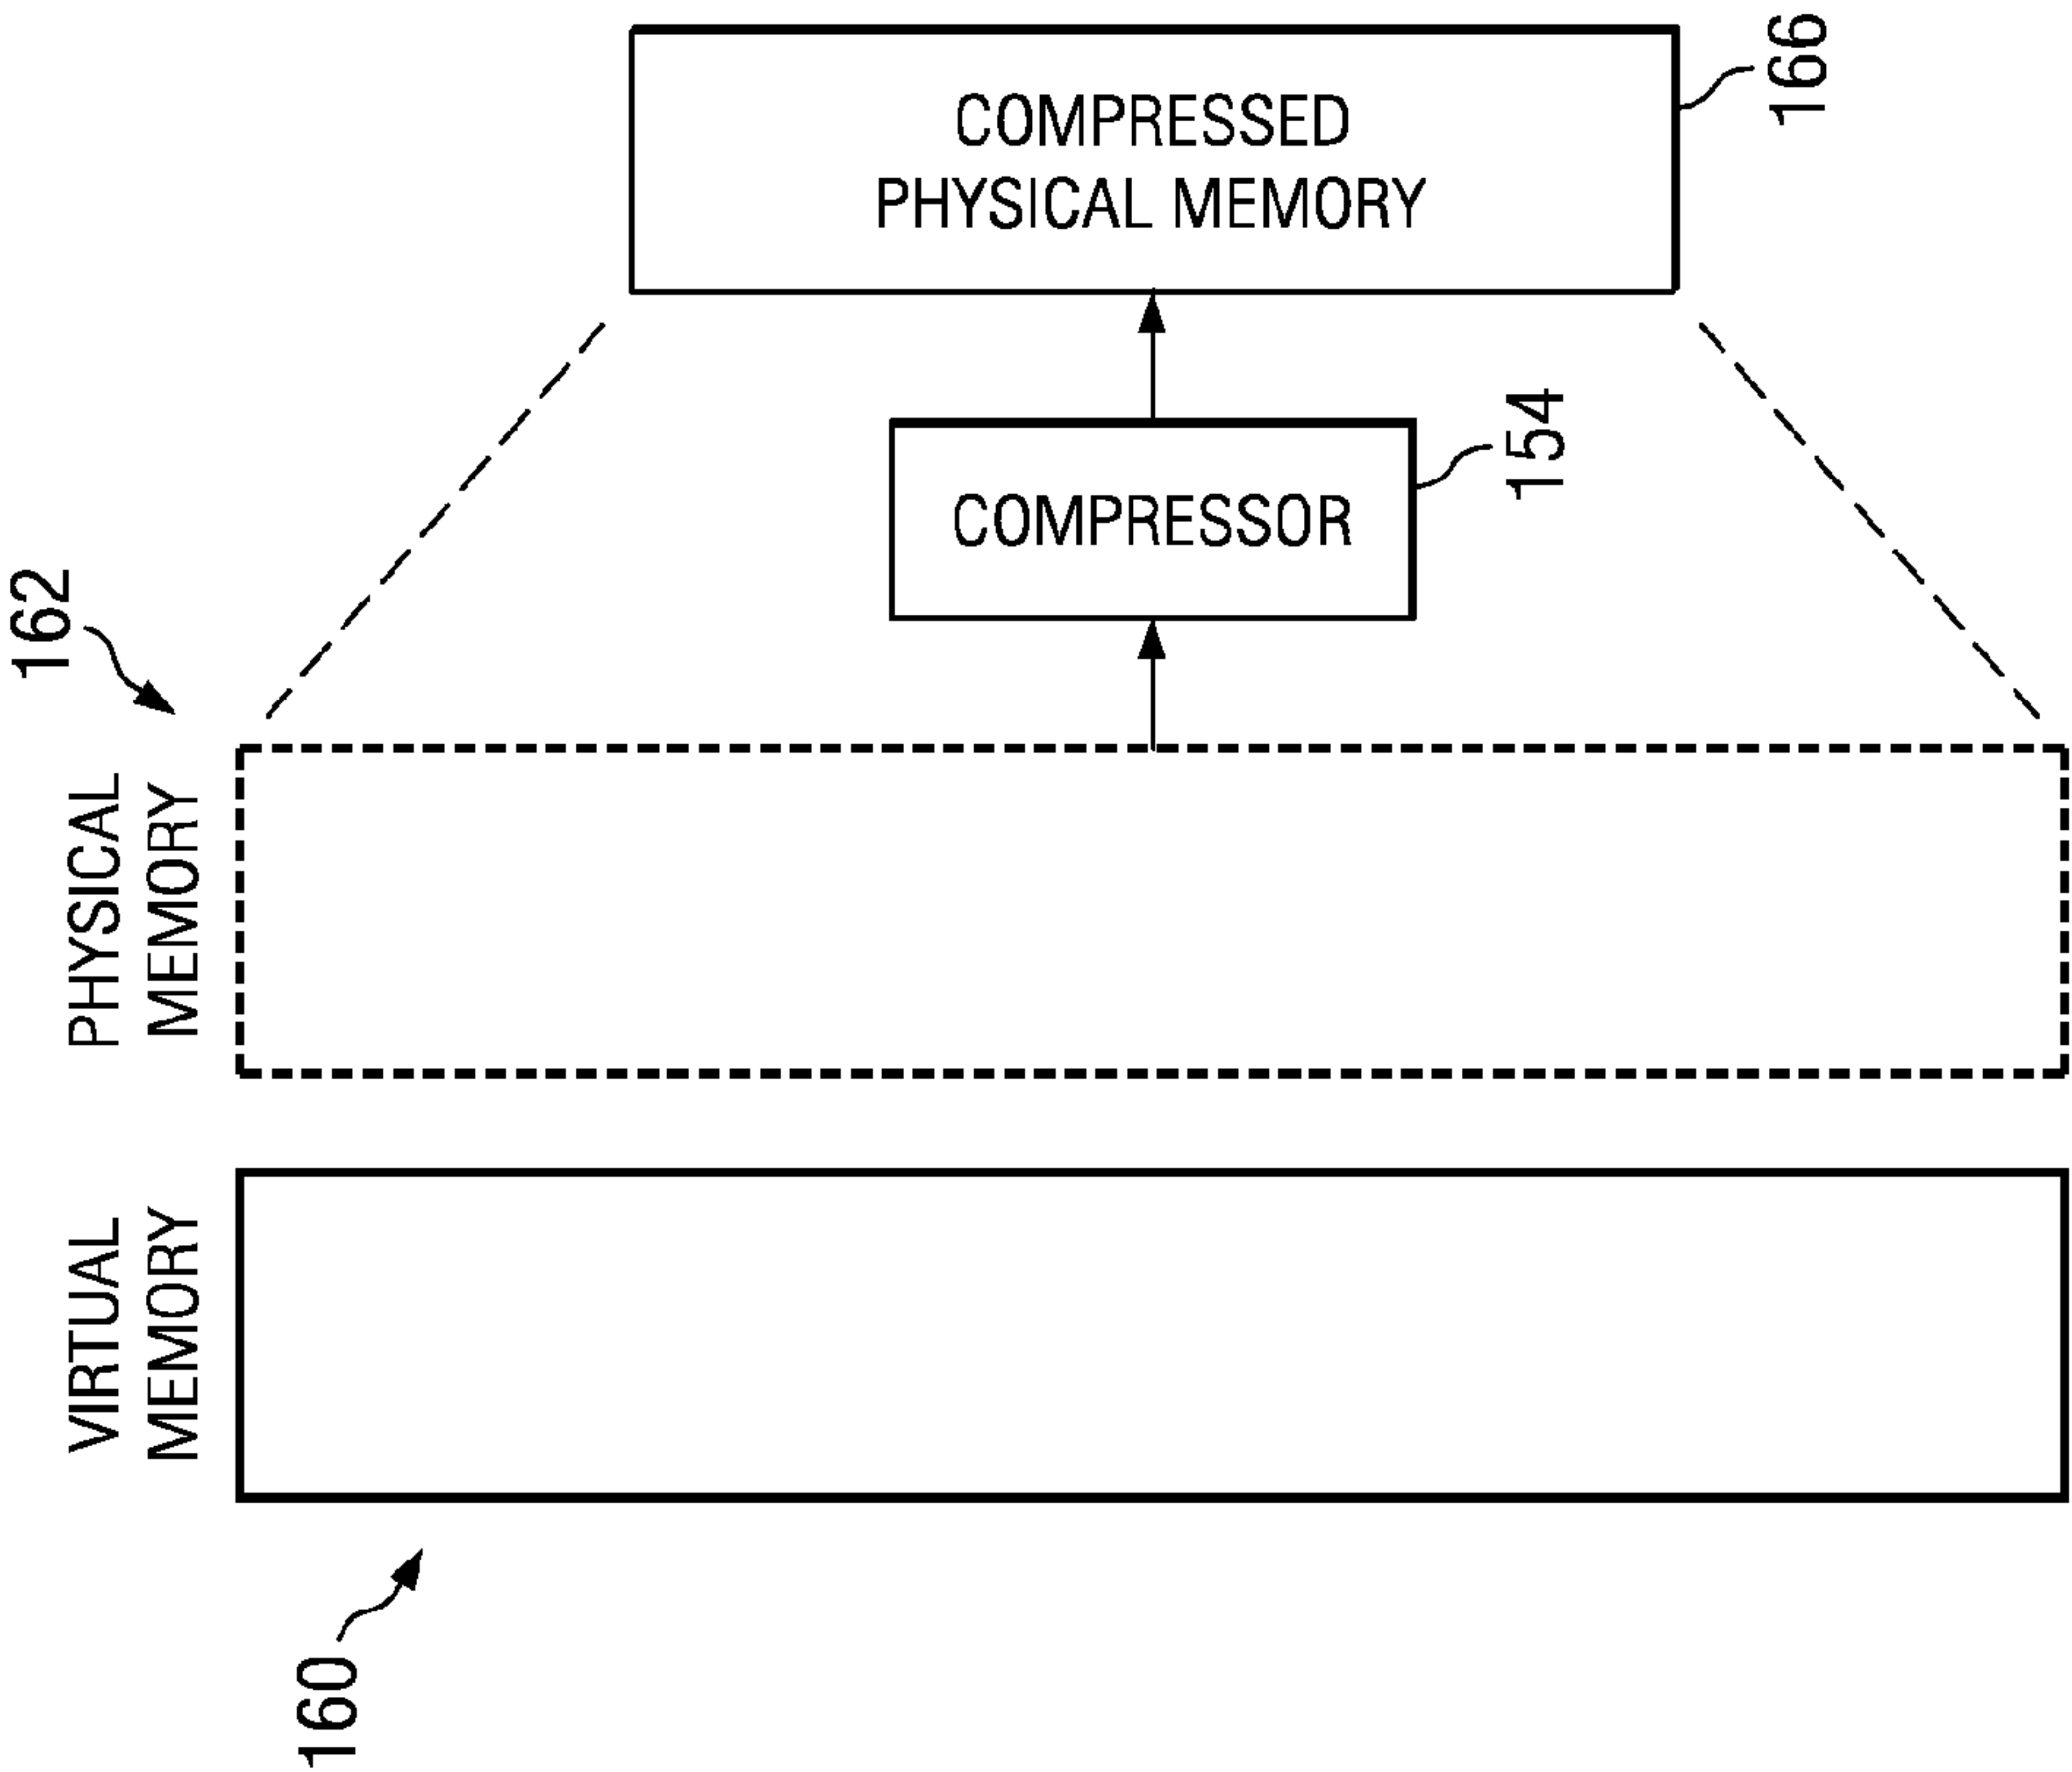 160
VIRTUAL
MEMORY
PHYSICAL
MEMORY
162
COMPRESSOR
154
COMPRESSED
PHYSICAL MEMORY
166